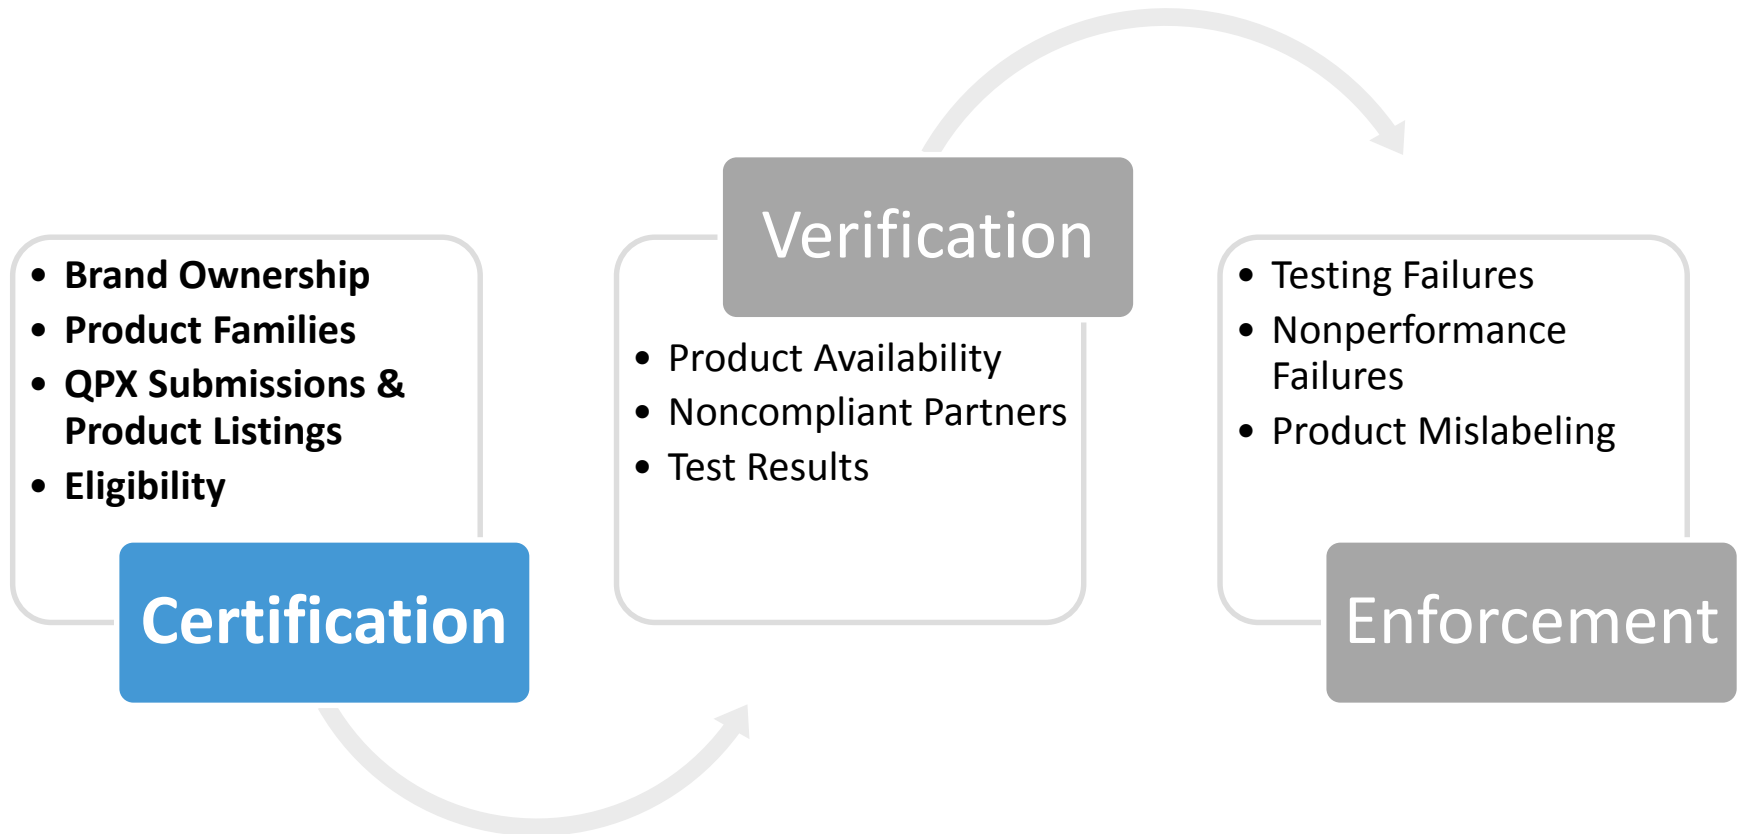 • Brand Ownership
• Product Families
• QPX Submissions &
Product Listings
• Eligibility
Certification
Verification
• Product Availability
• Noncompliant Partners
• Test Results
• Testing Failures
• Nonperformance
Failures
• Product Mislabeling
Enforcement